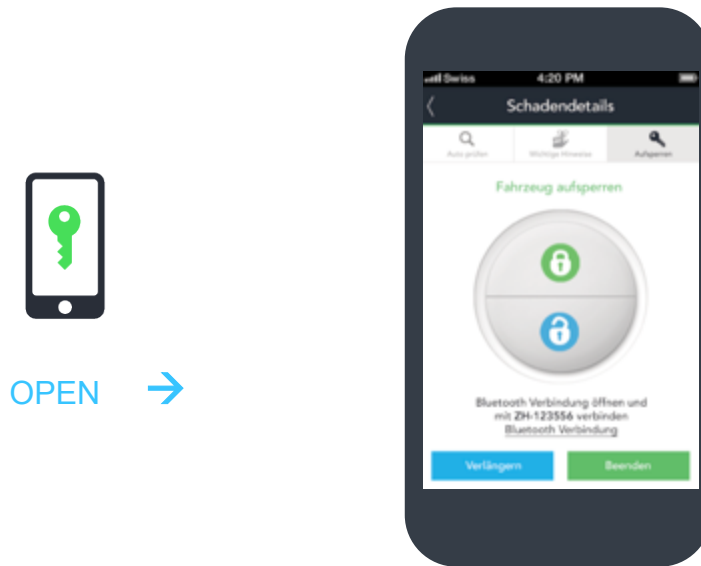 OPEN →
Swiss 4:20 PM
Schadendetails
Auto prüfen Wichtige Hinweise Aufsperren
Fahrzeug aufsperren
Bluetooth Verbindung öffnen und
mit ZH-123556 verbinden
Bluetooth Verbindung
Verlängern Beenden